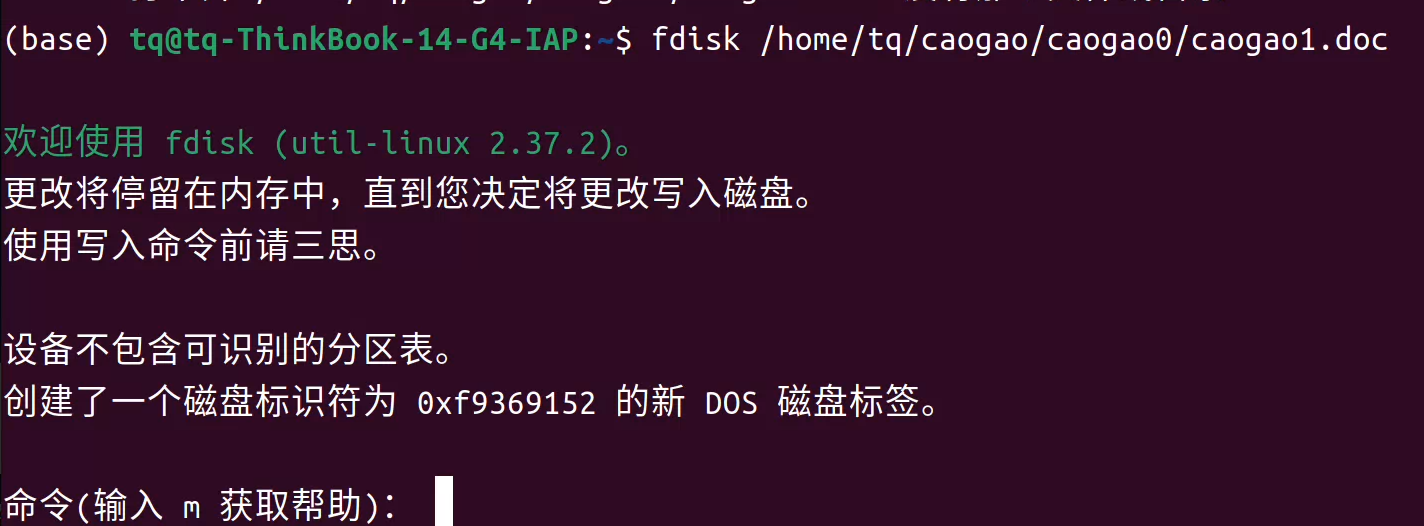 (base) tq@tq-ThinkBook-14-G4-IAP:~$ fdisk /home/tq/caogao/caogao0/caogao1.doc
欢迎使用 fdisk (util-linux 2.37.2)。
更改将停留在内存中，直到您决定将更改写入磁盘。
使用写入命令前请三思。
设备不包含可识别的分区表。
创建了一个磁盘标识符为 0xf9369152 的新 DOS 磁盘标签。
命令(输入 m 获取帮助)：